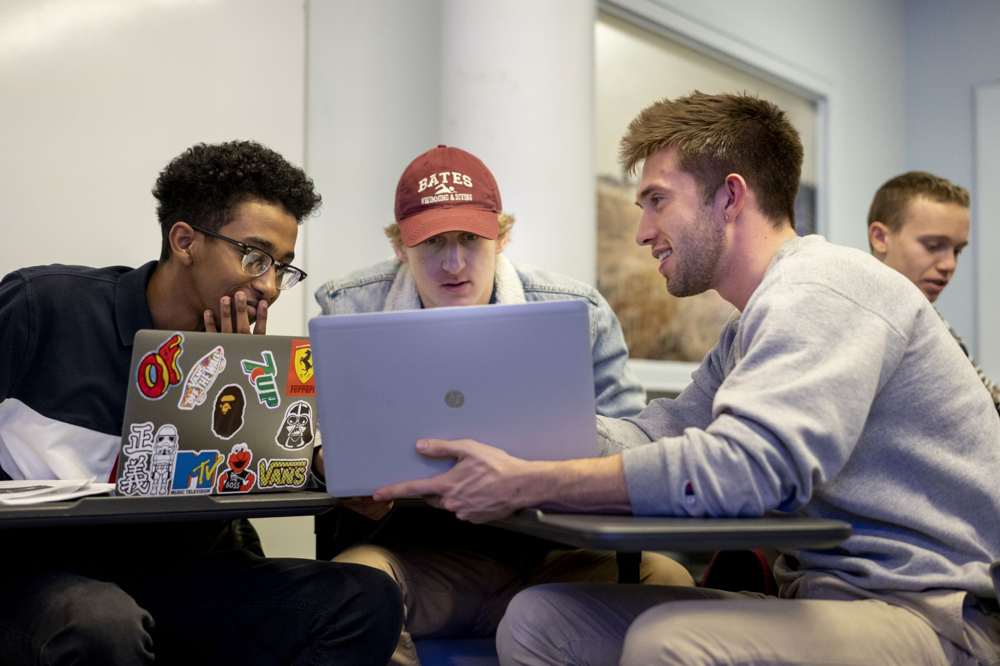 BATES
SWIMMING & DIVING
OF
VANS
"OFF THE WALL"
7UP
S F
Ferrari
正義
MTV
MUSIC TELEVISION
THE
BOSS
VANS
hp